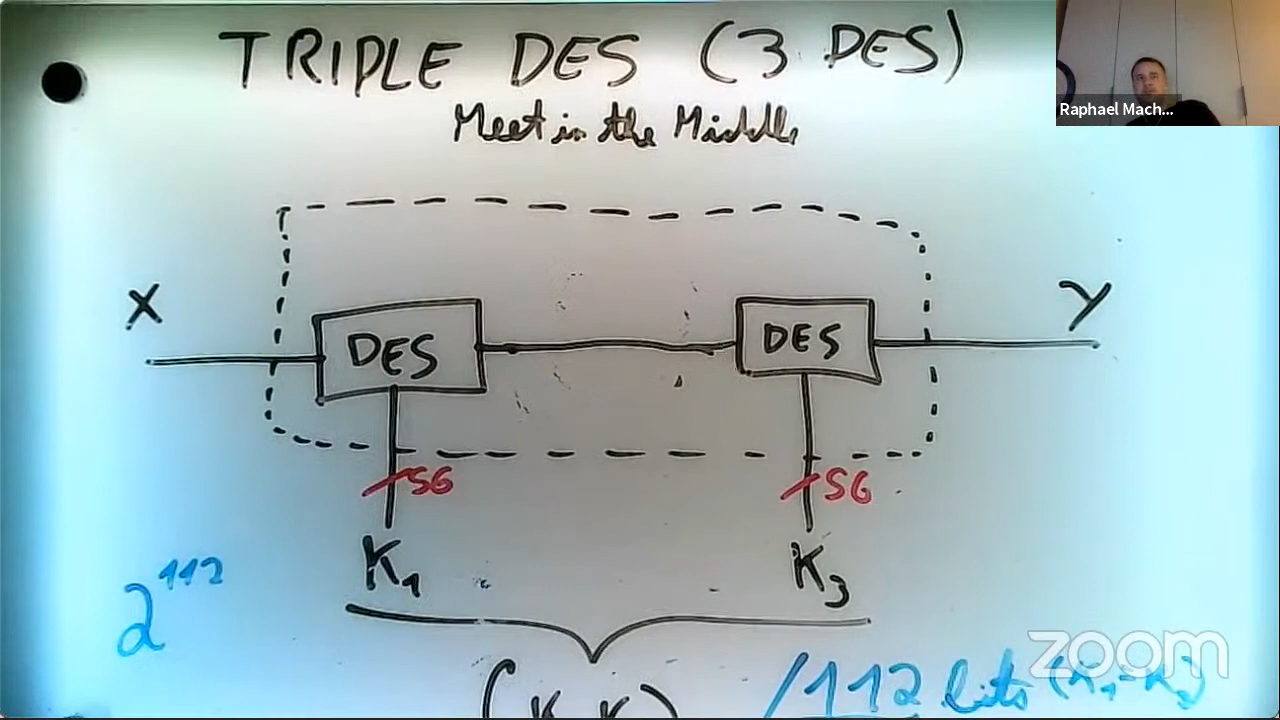 TRIPLE DES (3 DES)
Meet in the Middle
Raphael Mach...
X
DES
DES
Y
56
56
K1
K3
2^112
zoom
/112 bits